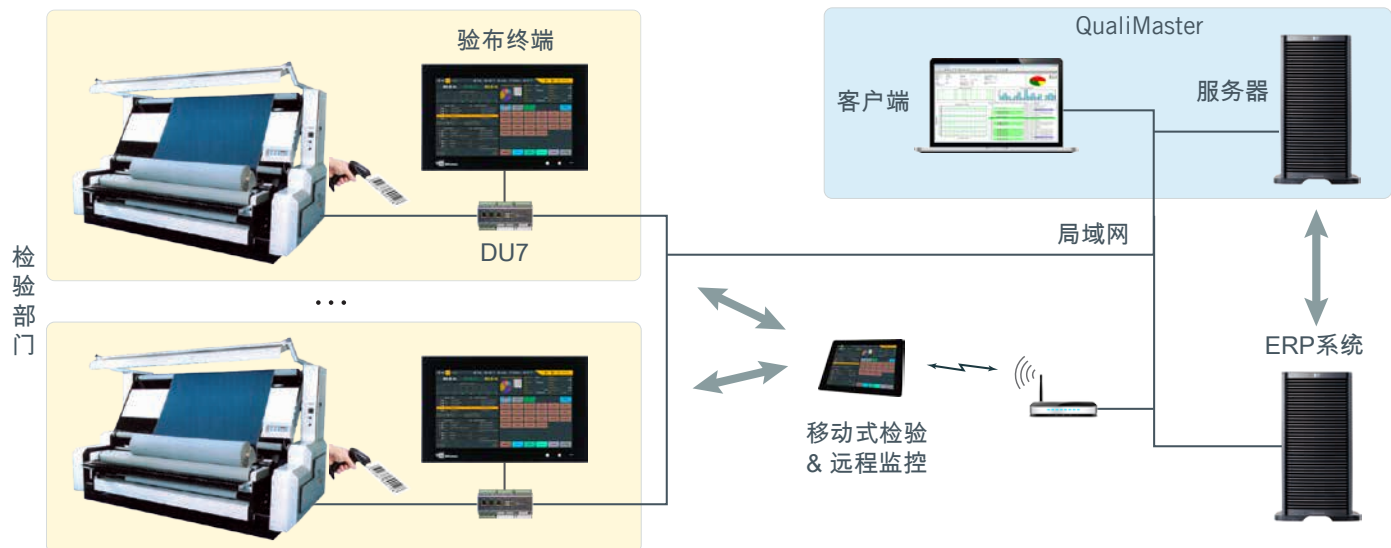 验布终端
DU7
检验部门
...
QualiMaster
客户端
服务器
局域网
移动式检验
& 远程监控
ERP系统